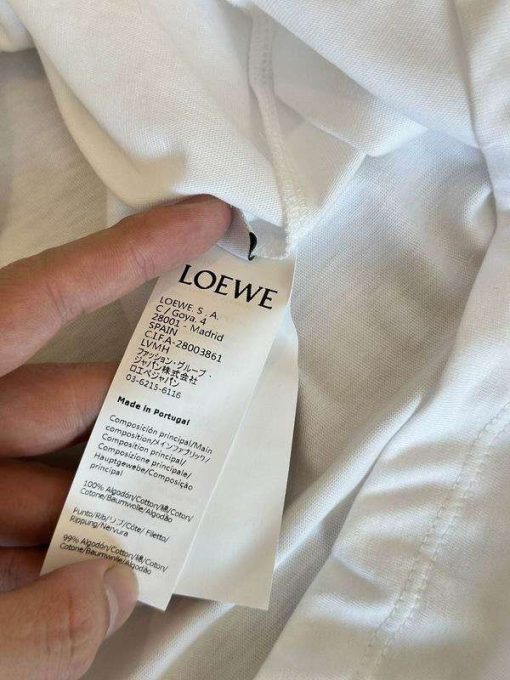 LOEWE
LOEWE. S . A.
C / Goya. 4
28001 - Madrid
SPAIN
C.I.F.A-28003861
LVMH
ファッション・グループ・
ジャパン株式会社
ロエベジャパン
03-6215-6116
Made in Portugal
Composición principal/Main
composition/メインファブリック/
Composition principal/
Composizione principale/
Hauptgewebe/Composição
principal
100% Algodón/Cotton/綿/Coton/
Cotone/Baumwolle/Algodão
Punto/Rib/リブ/Côte/ Filetto/
Rippung/Nervura
99% Algodón/Cotton/綿/Coton/
Cotone/Baumwolle/Algodão